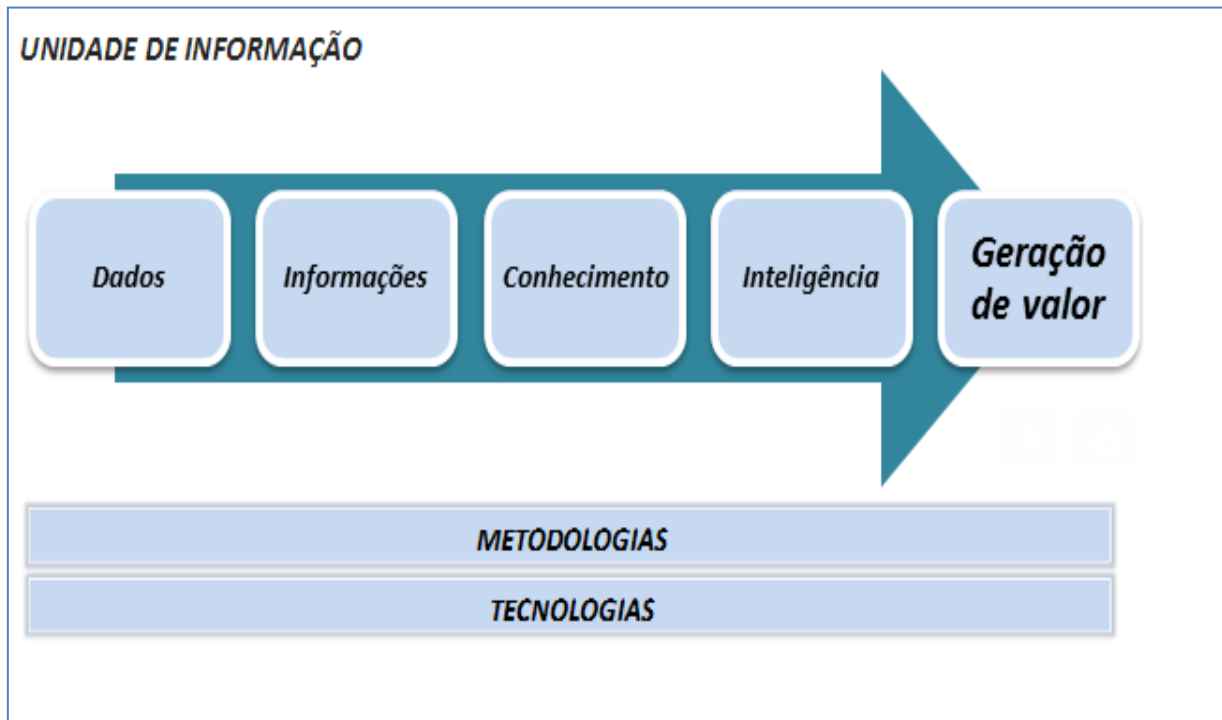 UNIDADE DE INFORMAÇÃO
Dados
Informações
Conhecimento
Inteligência
Geração
de valor
METODOLOGIAS
TECNOLOGIAS